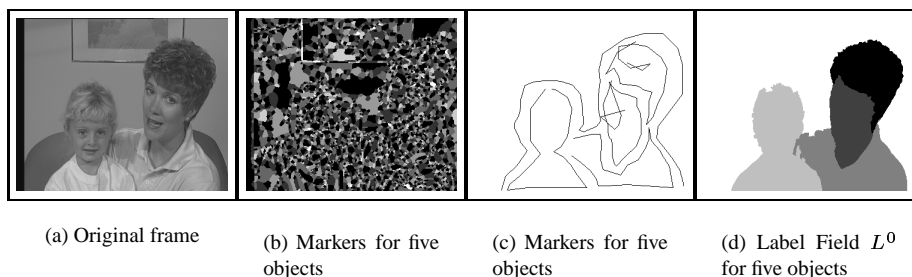 (a) Original frame
(b) Markers for five
objects
(c) Markers for five
objects
(d) Label Field L⁰
for five objects